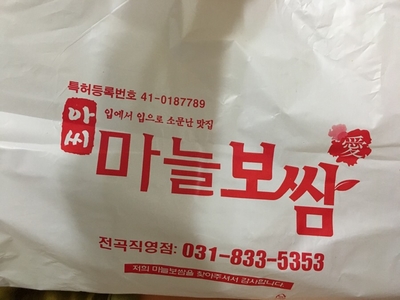 특허등록번호 41-0187789
입에서 입으로 소문난 맛집
아씨
마늘보쌈
愛
전곡직영점: 031-833-5353
저희 마늘보쌈을 찾아주셔서 감사합니다.